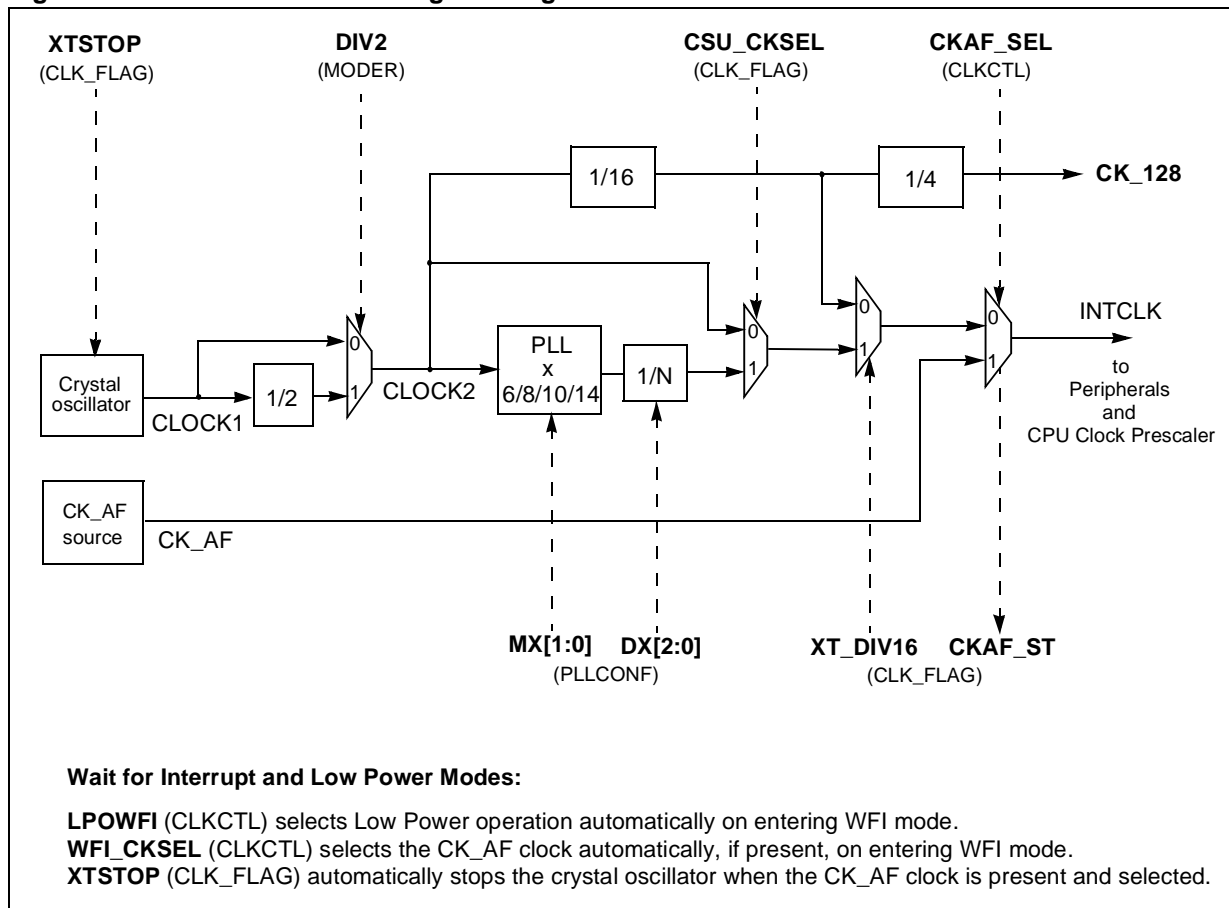 XTSTOP
(CLK_FLAG)
DIV2
(MODER)
CSU_CKSEL
(CLK_FLAG)
CKAF_SEL
(CLKCTL)
1/16
1/4
CK_128
Crystal
oscillator
CLOCK1
1/2
0
1
CLOCK2
PLL
x
6/8/10/14
1/N
0
1
0
1
0
1
INTCLK
to
Peripherals
and
CPU Clock Prescaler
CK_AF
source
CK_AF
MX[1:0]
DX[2:0]
(PLLCONF)
XT_DIV16
CKAF_ST
(CLK_FLAG)
Wait for Interrupt and Low Power Modes:
LPOWFI (CLKCTL) selects Low Power operation automatically on entering WFI mode.
WFI_CKSEL (CLKCTL) selects the CK_AF clock automatically, if present, on entering WFI mode.
XTSTOP (CLK_FLAG) automatically stops the crystal oscillator when the CK_AF clock is present and selected.